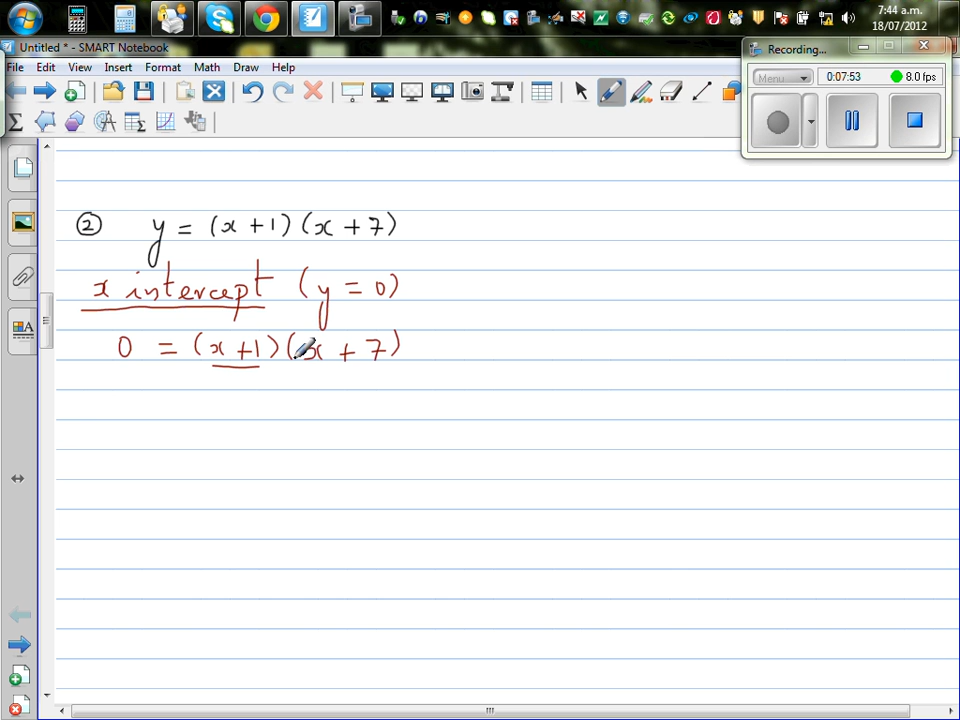 7:44 a.m.
18/07/2012
Untitled * - SMART Notebook
File Edit View Insert Format Math Draw Help
Recording...
Menu 0:07:53 8.0 fps
② y = (x +1) (x + 7)
x intercept (y = 0)
0 = (x +1) (x + 7)